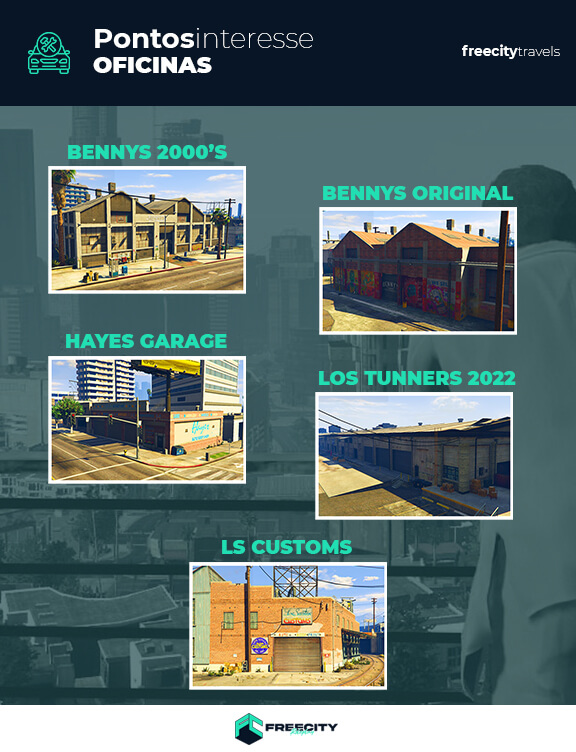 Pontosinteresse
OFICINAS
freecitytravels
BENNYS 2000'S
BENNYS ORIGINAL
HAYES GARAGE
LOS TUNNERS 2022
LS CUSTOMS
FREECITY